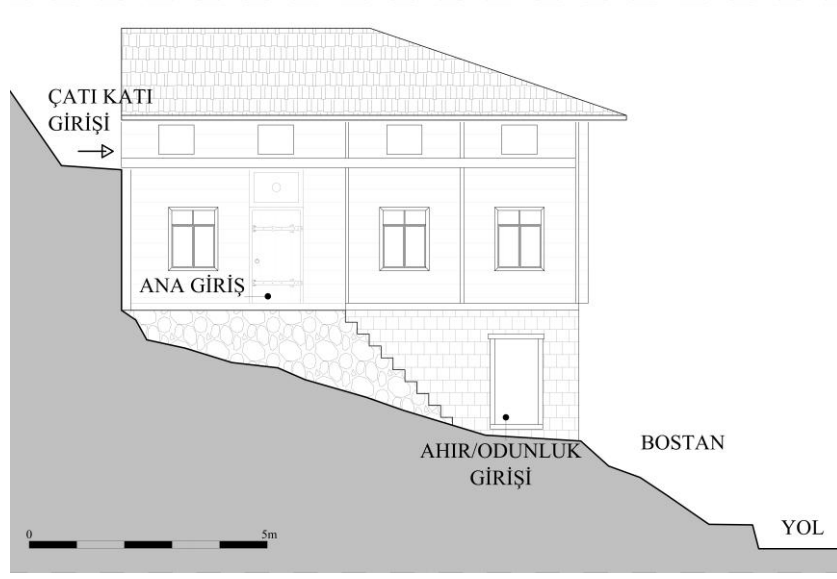 ÇATI KATI
GİRİŞİ
ANA GİRİŞ
AHIR/ODUNLUK
GİRİŞİ
BOSTAN
YOL
0
5m